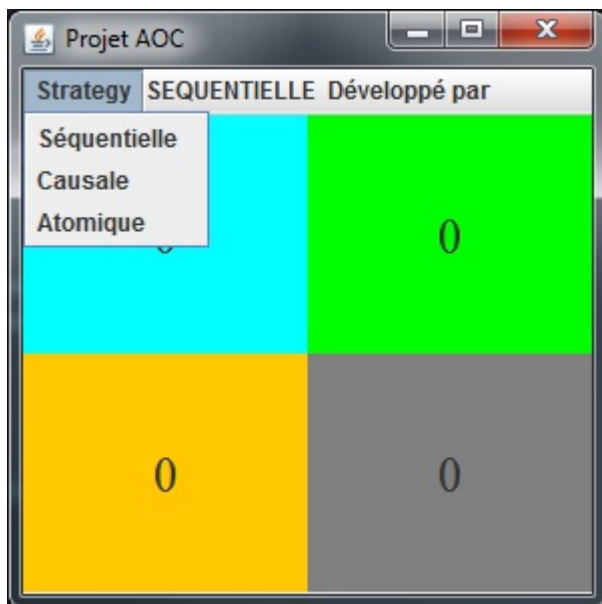 Projet AOC
Strategy SEQUENTIELLE Développé par
Séquentielle
Causale
Atomique
0
0 0